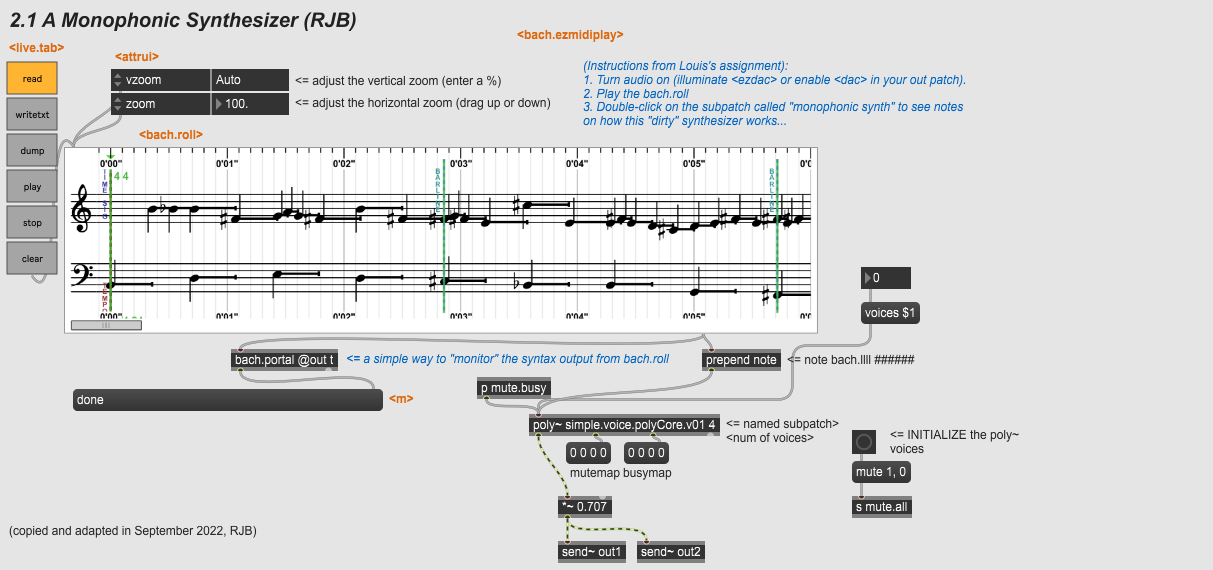 2.1 A Monophonic Synthesizer (RJB)
<bach.ezmidiplay>
<live.tab>
<attrui>
read
writetxt
dump
play
stop
clear
vzoom Auto
<= adjust the vertical zoom (enter a %)
zoom 100.
<= adjust the horizontal zoom (drag up or down)
(Instructions from Louis's assignment):
1. Turn audio on (illuminate <ezdac> or enable <dac> in your out patch).
2. Play the bach.roll
3. Double-click on the subpatch called "monophonic synth" to see notes
on how this "dirty" synthesizer works...
<bach.roll>
0'00" 0'01" 0'02" 0'03" 0'04" 0'05" 0'0
4 4
TIME SIG
BARLINE
BARLINE
0'00" 0'01" 0'02" 0'03" 0'04" 0'05" 0'0
0
voices $1
bach.portal @out t
<= a simple way to "monitor" the syntax output from bach.roll
prepend note
<= note bach.llll ######
done
<m>
p mute.busy
poly~ simple.voice.polyCore.v01 4
<= named subpatch>
<num of voices>
0 0 0 0
0 0 0 0
mutemap busymap
<= INITIALIZE the poly~
voices
mute 1, 0
s mute.all
*~ 0.707
(copied and adapted in September 2022, RJB)
send~ out1
send~ out2